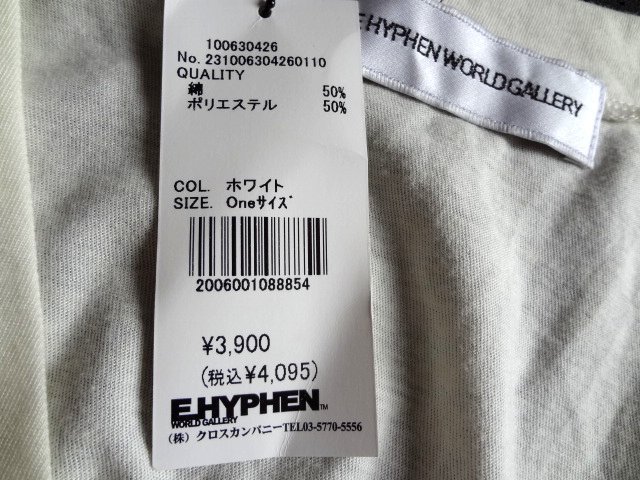 100630426
No. 231006304260110
QUALITY
綿 50%
ポリエステル 50%
COL. ホワイト
SIZE. Oneサイズ
2006001088854
¥3,900
(税込¥4,095)
E.HYPHEN™
WORLD GALLERY
(株) クロスカンパニーTEL03-5770-5556
E.HYPHEN WORLD GALLERY